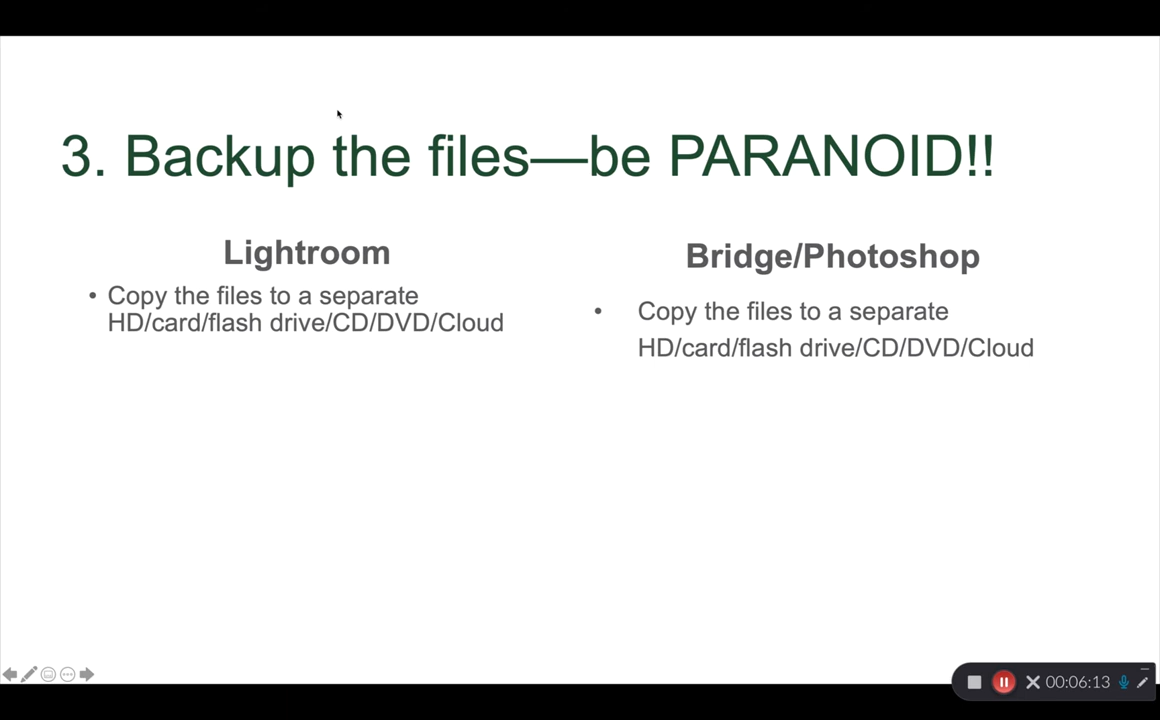 3. Backup the files—be PARANOID!!
Lightroom
• Copy the files to a separate
HD/card/flash drive/CD/DVD/Cloud
Bridge/Photoshop
• Copy the files to a separate
HD/card/flash drive/CD/DVD/Cloud
00:06:13